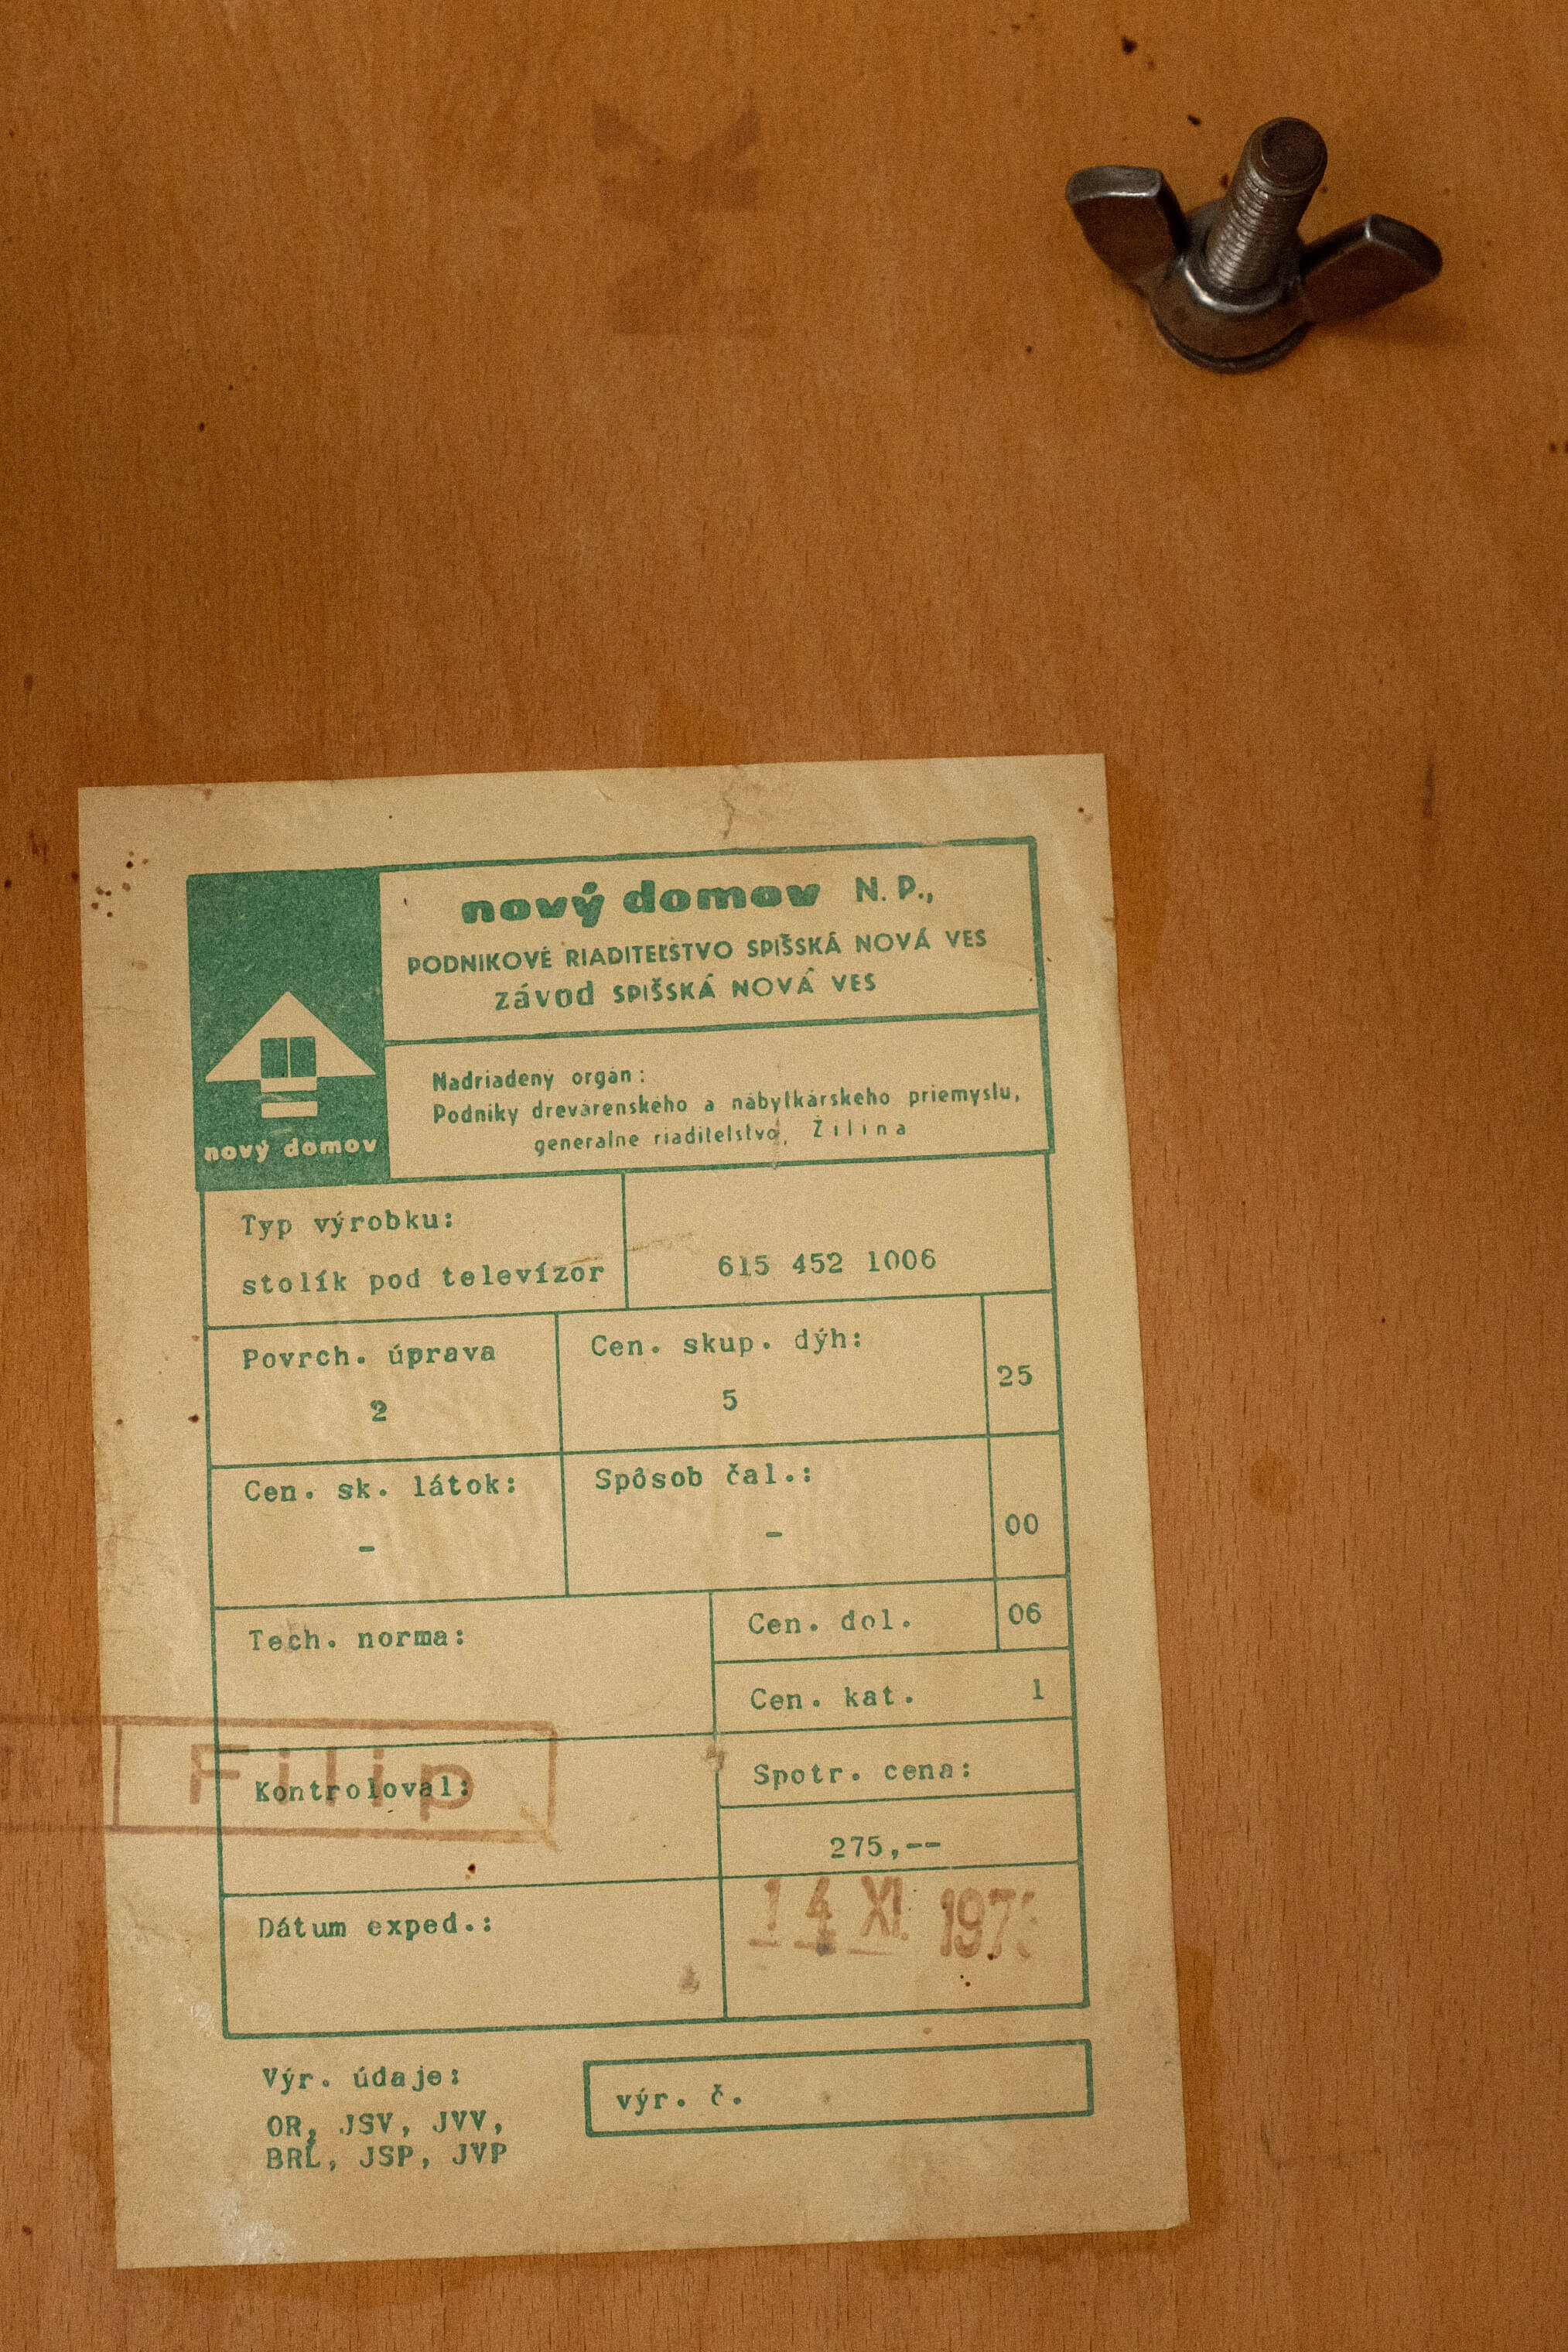 nový domov N. P.,
PODNIKOVÉ RIADITEĽSTVO SPIŠSKÁ NOVÁ VES
závod SPIŠSKÁ NOVÁ VES
nový domov
Nadriadený orgán:
Podniky drevárenského a nábytkárskeho priemyslu,
generálne riaditelstvo, Žilina
Typ výrobku:
stolík pod televízor
615 452 1006
Povrch. úprava
2
Cen. skup. dýh:
5
25
Cen. sk. látok:
-
Spôsob čal.:
-
00
Tech. norma:
Cen. dol.
06
Cen. kat. 1
Filip
Kontroloval:
Spotr. cena:
275,--
Dátum exped.:
14 XI.
Výr. údaje:
OR, JSV, JVV,
BRL, JSP, JVP
výr. č.